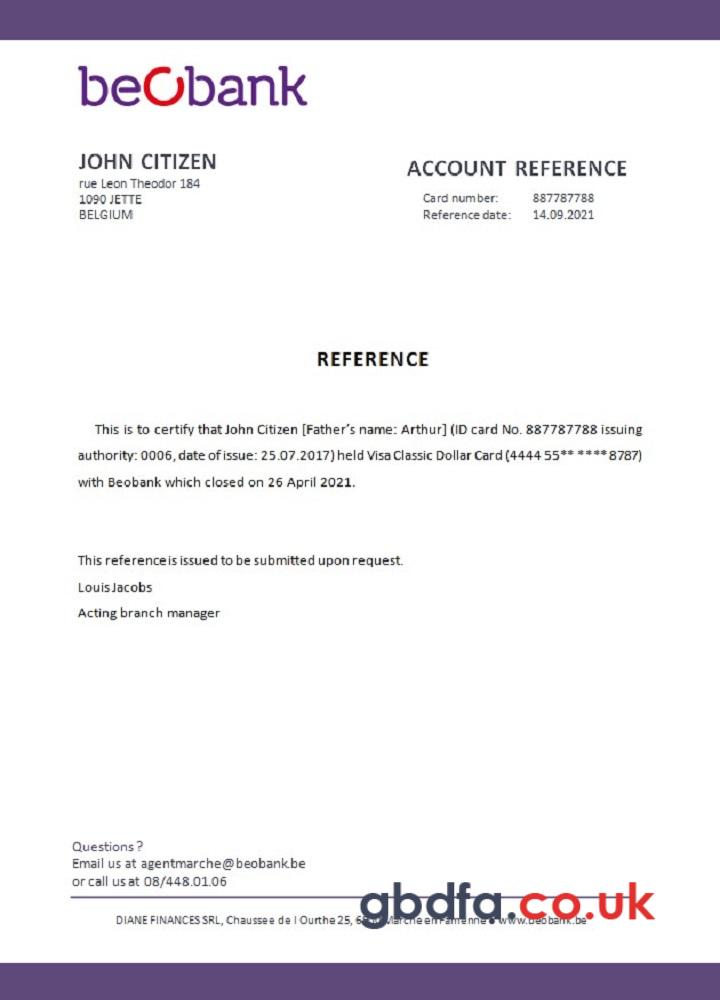 beobank
JOHN CITIZEN
rue Leon Theodor 184
1090 JETTE
BELGIUM
ACCOUNT REFERENCE
Card number: 887787788
Reference date: 14.09.2021
REFERENCE
This is to certify that John Citizen [Father's name: Arthur] (ID card No. 887787788 issuing
authority: 0006, date of issue: 25.07.2017) held Visa Classic Dollar Card (4444 55** **** 8787)
with Beobank which closed on 26 April 2021.
This reference is issued to be submitted upon request.
Louis Jacobs
Acting branch manager
Questions?
Email us at agentmarche@beobank.be
or call us at 08/448.01.06
gbdfa.co.uk
DIANE FINANCES SRL, Chaussee de l Ourthe 25, Marche en Famenne • www.beobank.be